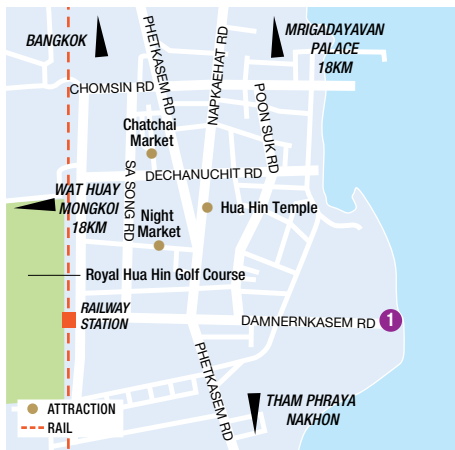 BANGKOK
PHETKASEM RD
NAPKAEHAT RD
MRIGADAYAVAN
PALACE
18KM
CHOMSIN RD
POON SUK RD
Chatchai
Market
SA SONG RD
DECHANUCHIT RD
WAT HUAY
MONGKOI
18KM
Hua Hin Temple
Night
Market
Royal Hua Hin Golf Course
RAILWAY
STATION
DAMNERNKASEM RD
1
PHETKASEM RD
THAM PHRAYA
NAKHON
ATTRACTION
RAIL